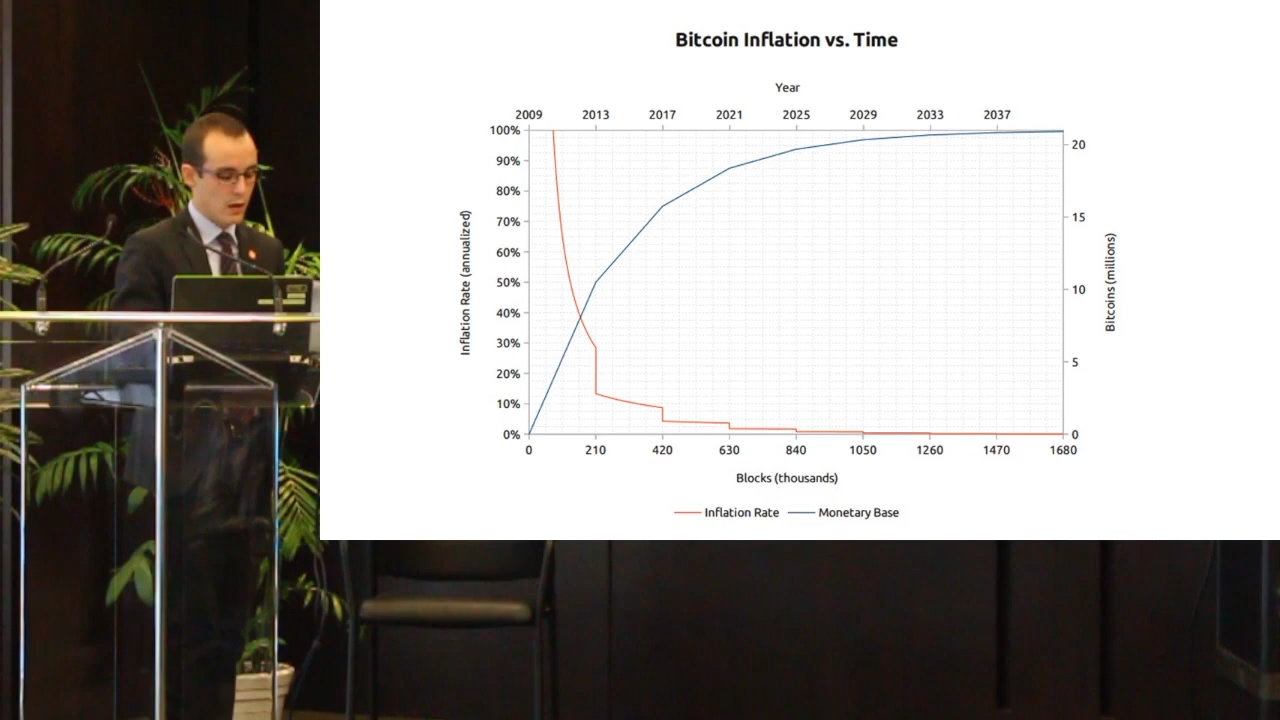 Bitcoin Inflation vs. Time
Year
2009 2013 2017 2021 2025 2029 2033 2037
100%
90%
80%
70%
60%
50%
40%
30%
20%
10%
0%
Inflation Rate (annualized)
20
15
10
5
0
Bitcoins (millions)
0 210 420 630 840 1050 1260 1470 1680
Blocks (thousands)
Inflation Rate Monetary Base